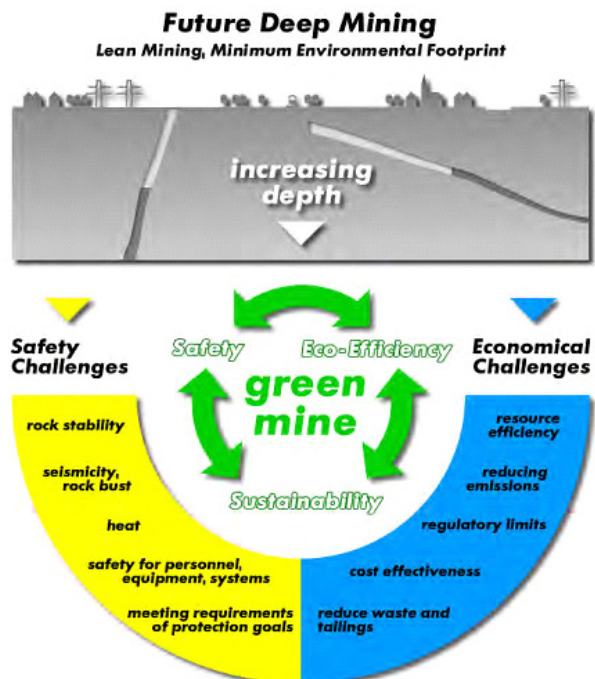 Future Deep Mining
Lean Mining, Minimum Environmental Footprint
increasing
depth
Safety
Challenges
Safety
Eco-Efficiency
green
mine
Sustainability
Economical
Challenges
rock stability
seismicity,
rock bust
heat
safety for personnel,
equipment, systems
meeting requirements
of protection goals
resource
efficiency
reducing
emissions
regulatory limits
cost effectiveness
reduce waste and
tailings